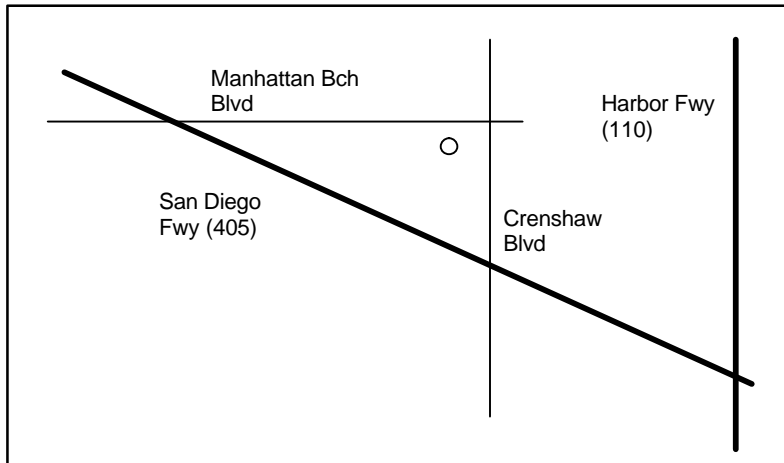 Manhattan Bch
Blvd
Harbor Fwy
(110)
San Diego
Fwy (405)
Crenshaw
Blvd